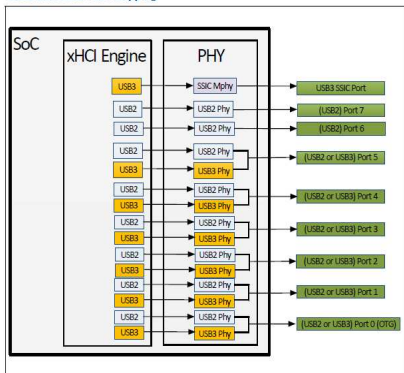 SoC
xHCI Engine PHY
USB3 SSIC Mphy USB3 SSIC Port
USB2 USB2 Phy (USB2) Port 7
USB2 USB2 Phy (USB2) Port 6
USB2 USB2 Phy
(USB2 or USB3) Port 5
USB3 USB3 Phy
USB2 USB2 Phy
(USB2 or USB3) Port 4
USB3 USB3 Phy
USB2 USB2 Phy
(USB2 or USB3) Port 3
USB3 USB3 Phy
USB2 USB2 Phy
(USB2 or USB3) Port 2
USB3 USB3 Phy
USB2 USB2 Phy
(USB2 or USB3) Port 1
USB3 USB3 Phy
USB2 USB2 Phy
(USB2 or USB3) Port 0 (OTG)
USB3 USB3 Phy